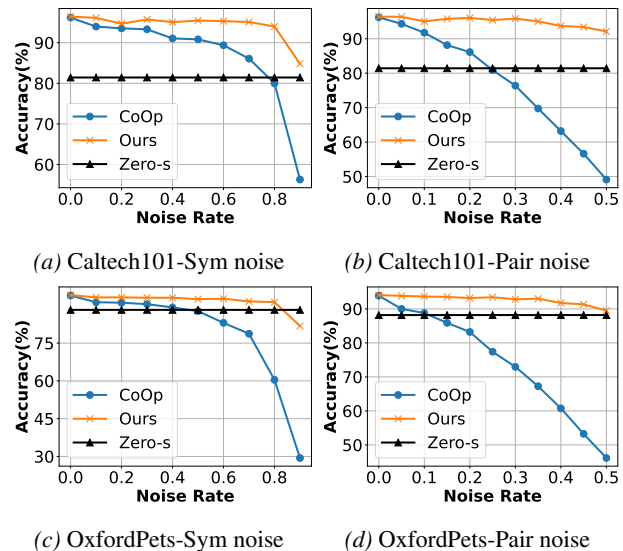 Accuracy(%)
90
80
70
60
CoOp
Ours
Zero-s
0.0 0.2 0.4 0.6 0.8
Noise Rate
(a) Caltech101-Sym noise
Accuracy(%)
90
80
70
60
50
CoOp
Ours
Zero-s
0.0 0.1 0.2 0.3 0.4 0.5
Noise Rate
(b) Caltech101-Pair noise
Accuracy(%)
75
60
45
30
CoOp
Ours
Zero-s
0.0 0.2 0.4 0.6 0.8
Noise Rate
(c) OxfordPets-Sym noise
Accuracy(%)
90
80
70
60
50
CoOp
Ours
Zero-s
0.0 0.1 0.2 0.3 0.4 0.5
Noise Rate
(d) OxfordPets-Pair noise